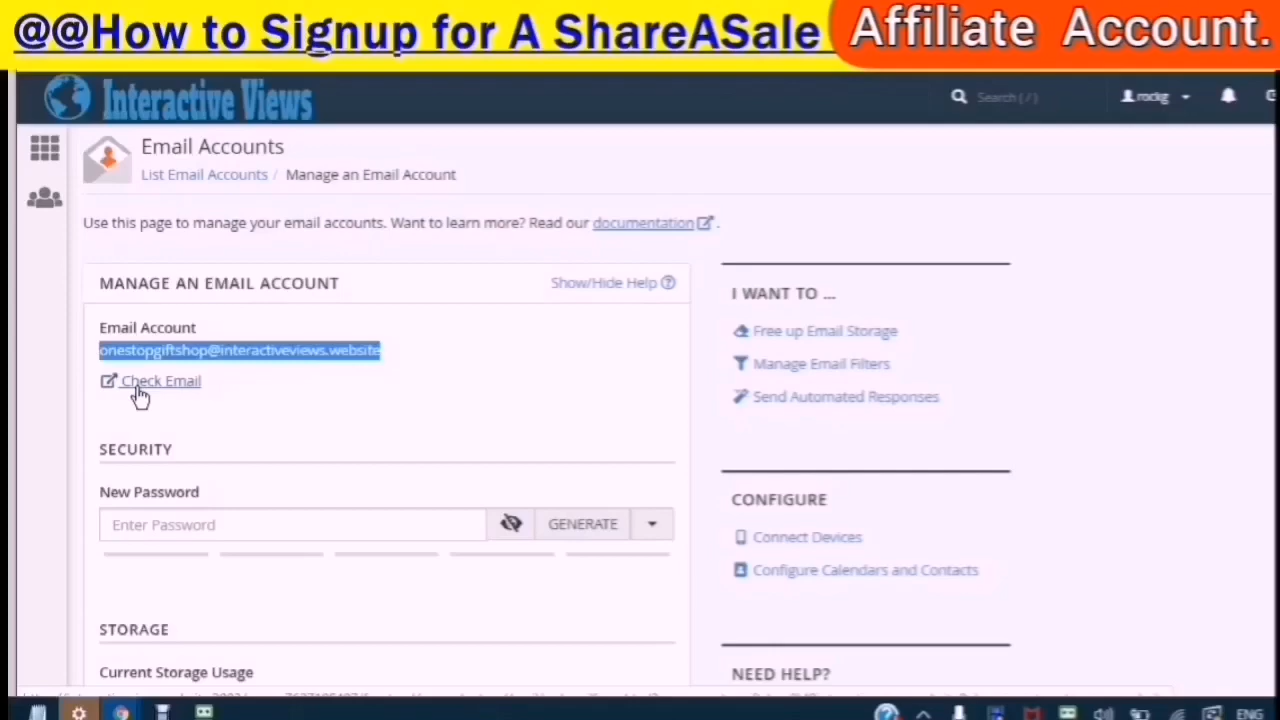 @@How to Signup for A ShareASale Affiliate Account.
Interactive Views
Search ( / )
rockg
Email Accounts
List Email Accounts / Manage an Email Account
Use this page to manage your email accounts. Want to learn more? Read our documentation .
MANAGE AN EMAIL ACCOUNT
Show/Hide Help
Email Account
onestopgiftshop@interactiveviews.website
Check Email
SECURITY
New Password
Enter Password
GENERATE
STORAGE
Current Storage Usage
I WANT TO ...
Free up Email Storage
Manage Email Filters
Send Automated Responses
CONFIGURE
Connect Devices
Configure Calendars and Contacts
NEED HELP?
ENG